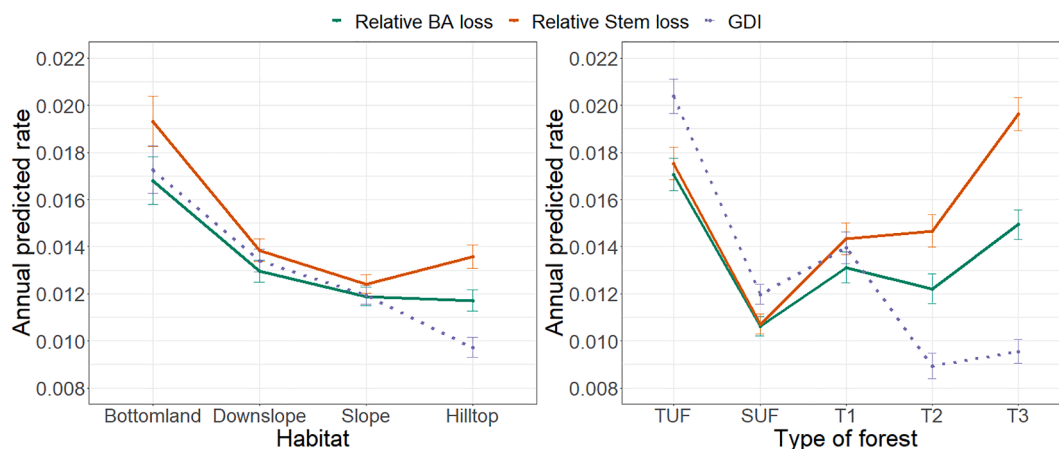 Relative BA loss Relative Stem loss GDI
Annual predicted rate
0.022
0.020
0.018
0.016
0.014
0.012
0.010
0.008
Bottomland Downslope Slope Hilltop
Habitat
Annual predicted rate
0.022
0.020
0.018
0.016
0.014
0.012
0.010
0.008
TUF SUF T1 T2 T3
Type of forest